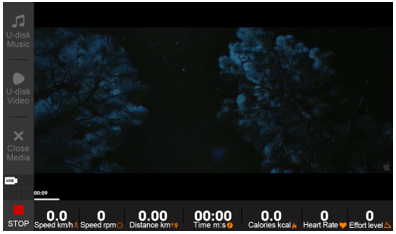 U-disk
Music
U-disk
Video
Close
Media
USB
STOP
00:09
0.0 0 0.00 00:00 0.0 0 0
Speed km/h Speed rpm Distance km Time m:s Calories kcal Heart Rate Effort level